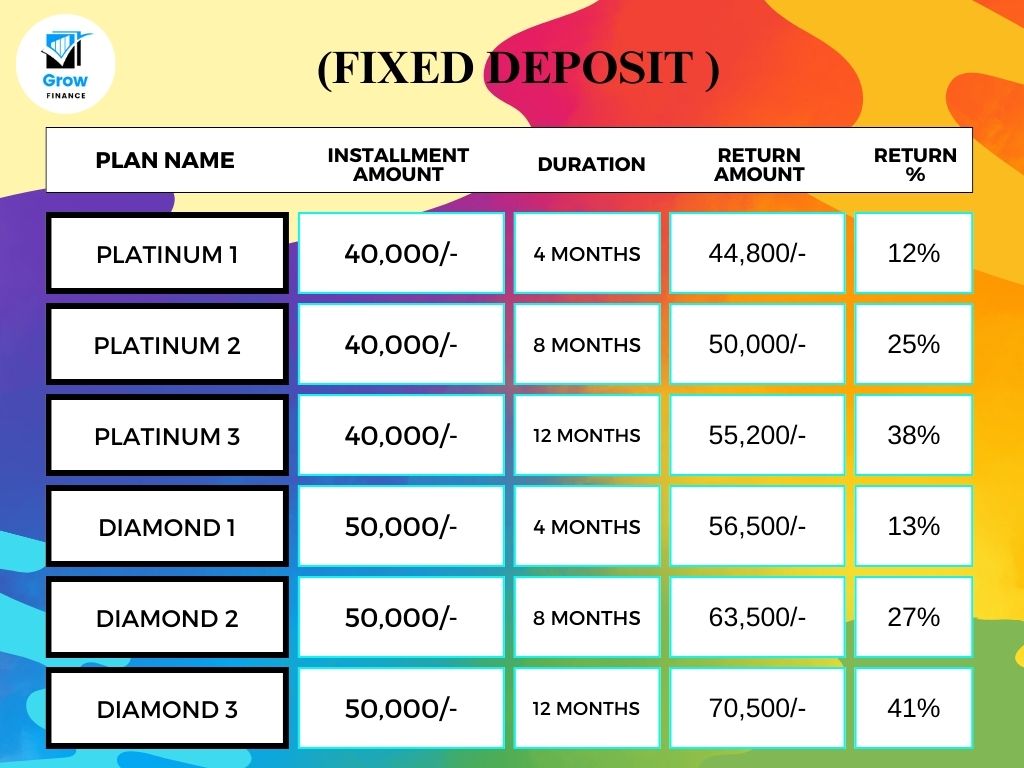 Grow
FINANCE
(FIXED DEPOSIT )
PLAN NAME
INSTALLMENT
AMOUNT
DURATION
RETURN
AMOUNT
RETURN
%
PLATINUM 1 40,000/- 4 MONTHS 44,800/- 12%
PLATINUM 2 40,000/- 8 MONTHS 50,000/- 25%
PLATINUM 3 40,000/- 12 MONTHS 55,200/- 38%
DIAMOND 1 50,000/- 4 MONTHS 56,500/- 13%
DIAMOND 2 50,000/- 8 MONTHS 63,500/- 27%
DIAMOND 3 50,000/- 12 MONTHS 70,500/- 41%